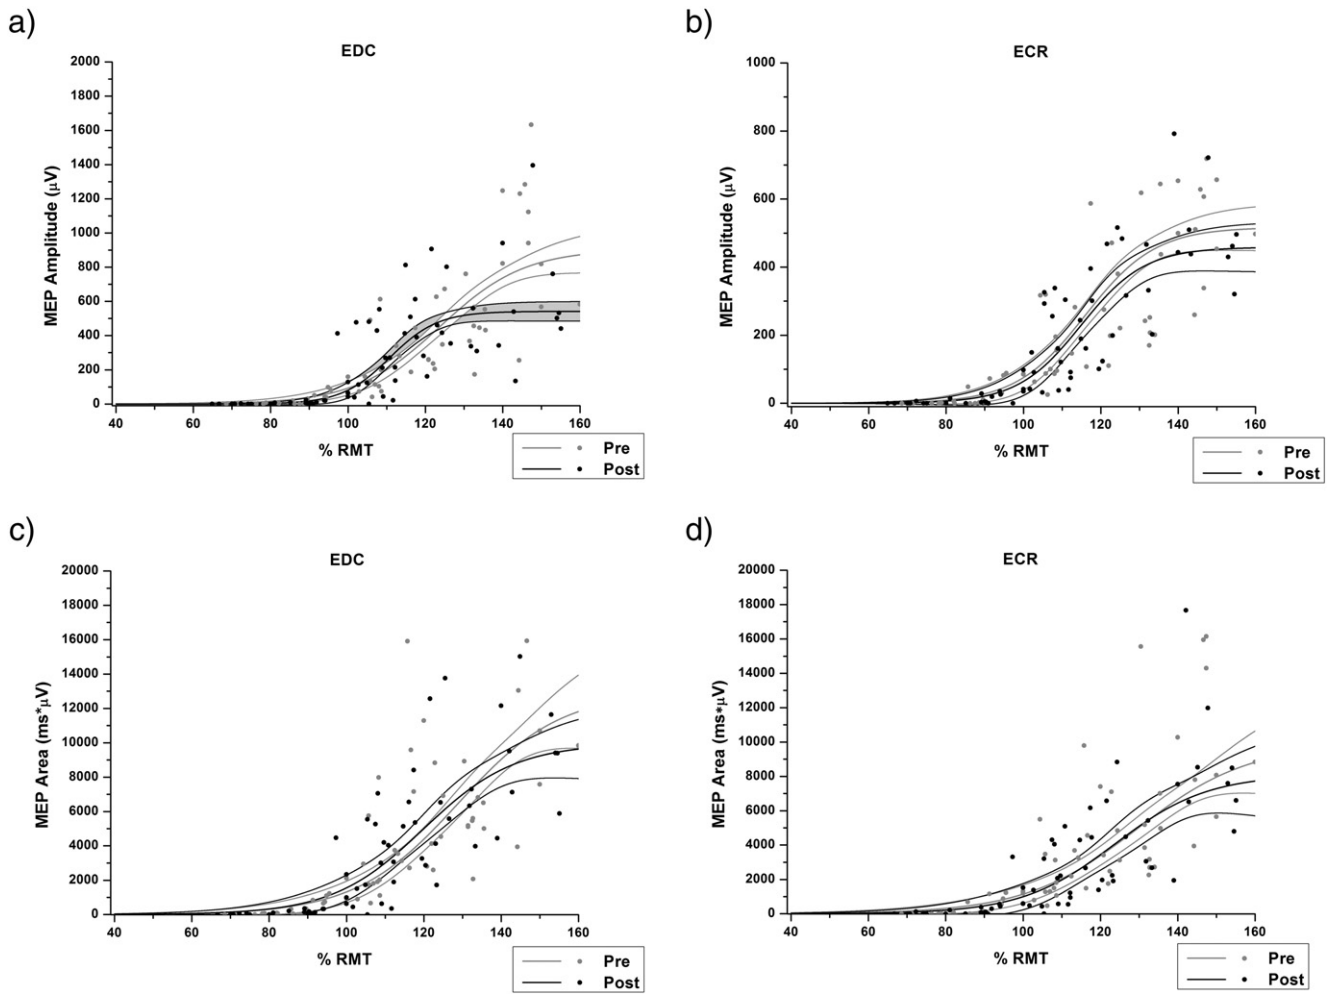 a)
EDC
2000
1800
1600
1400
1200
1000
800
600
400
200
0
MEP Amplitude (μV)
40 60 80 100 120 140 160
% RMT
Pre
Post
b)
ECR
1000
800
600
400
200
0
MEP Amplitude (μV)
40 60 80 100 120 140 160
% RMT
Pre
Post
c)
EDC
20000
18000
16000
14000
12000
10000
8000
6000
4000
2000
0
MEP Area (ms*μV)
40 60 80 100 120 140 160
% RMT
Pre
Post
d)
ECR
20000
18000
16000
14000
12000
10000
8000
6000
4000
2000
0
MEP Area (ms*μV)
40 60 80 100 120 140 160
% RMT
Pre
Post